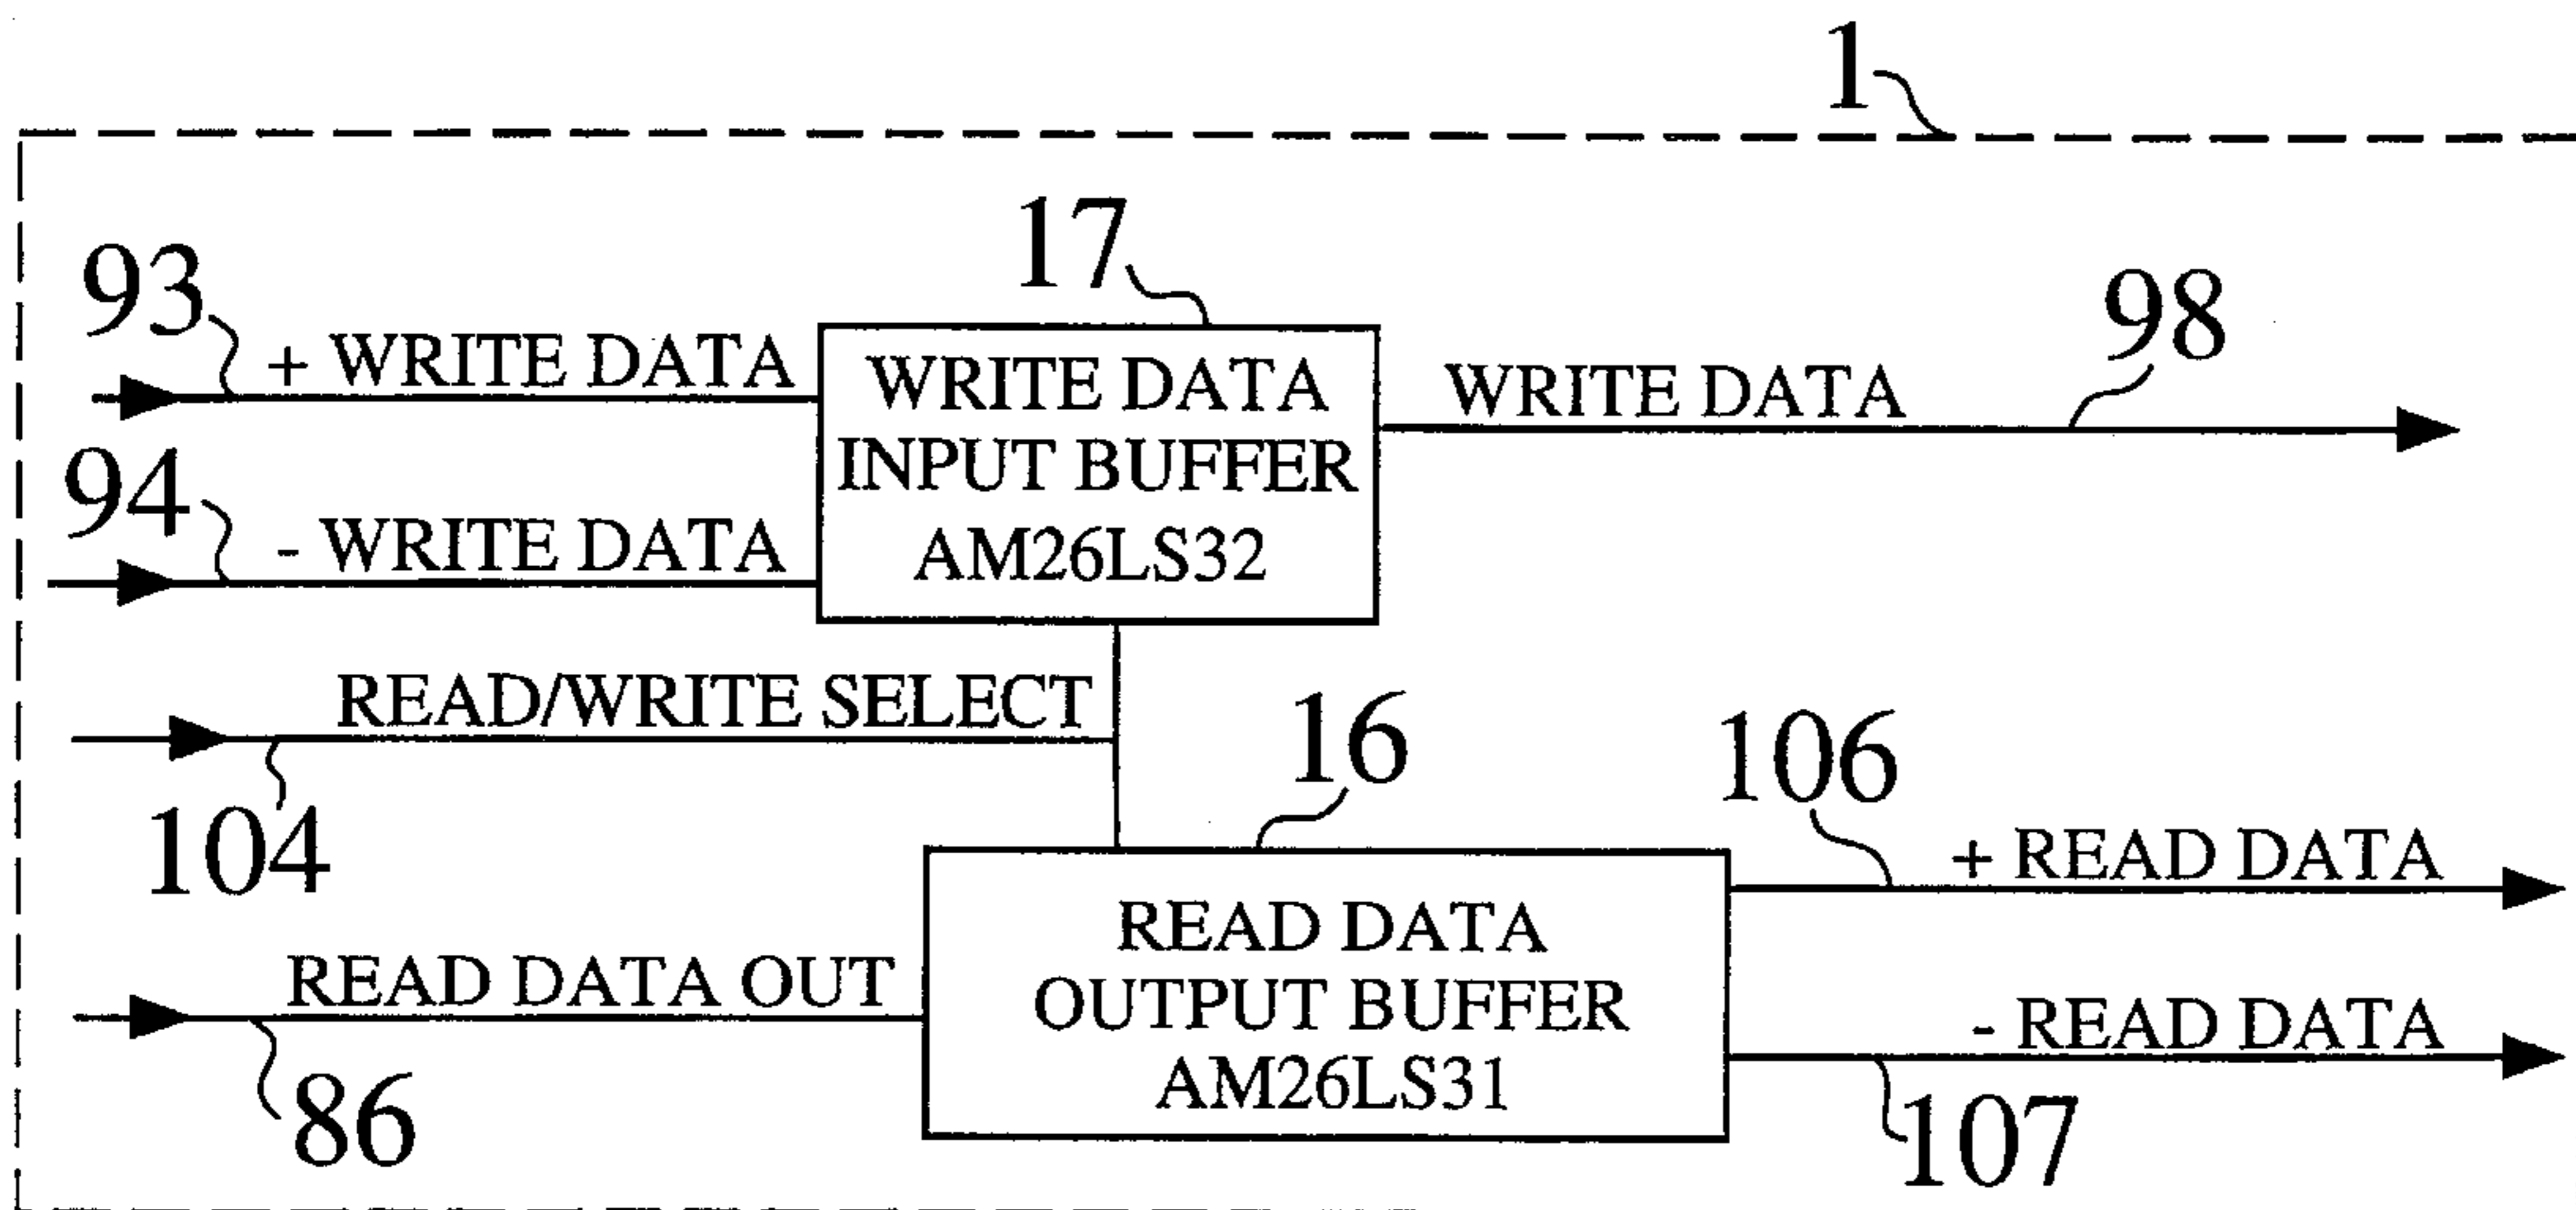 1
17
93
98
+ WRITE DATA
WRITE DATA
INPUT BUFFER
AM26LS32
WRITE DATA
94
- WRITE DATA
READ/WRITE SELECT
104
16
106
+ READ DATA
READ DATA
OUTPUT BUFFER
AM26LS31
READ DATA OUT
86
- READ DATA
107